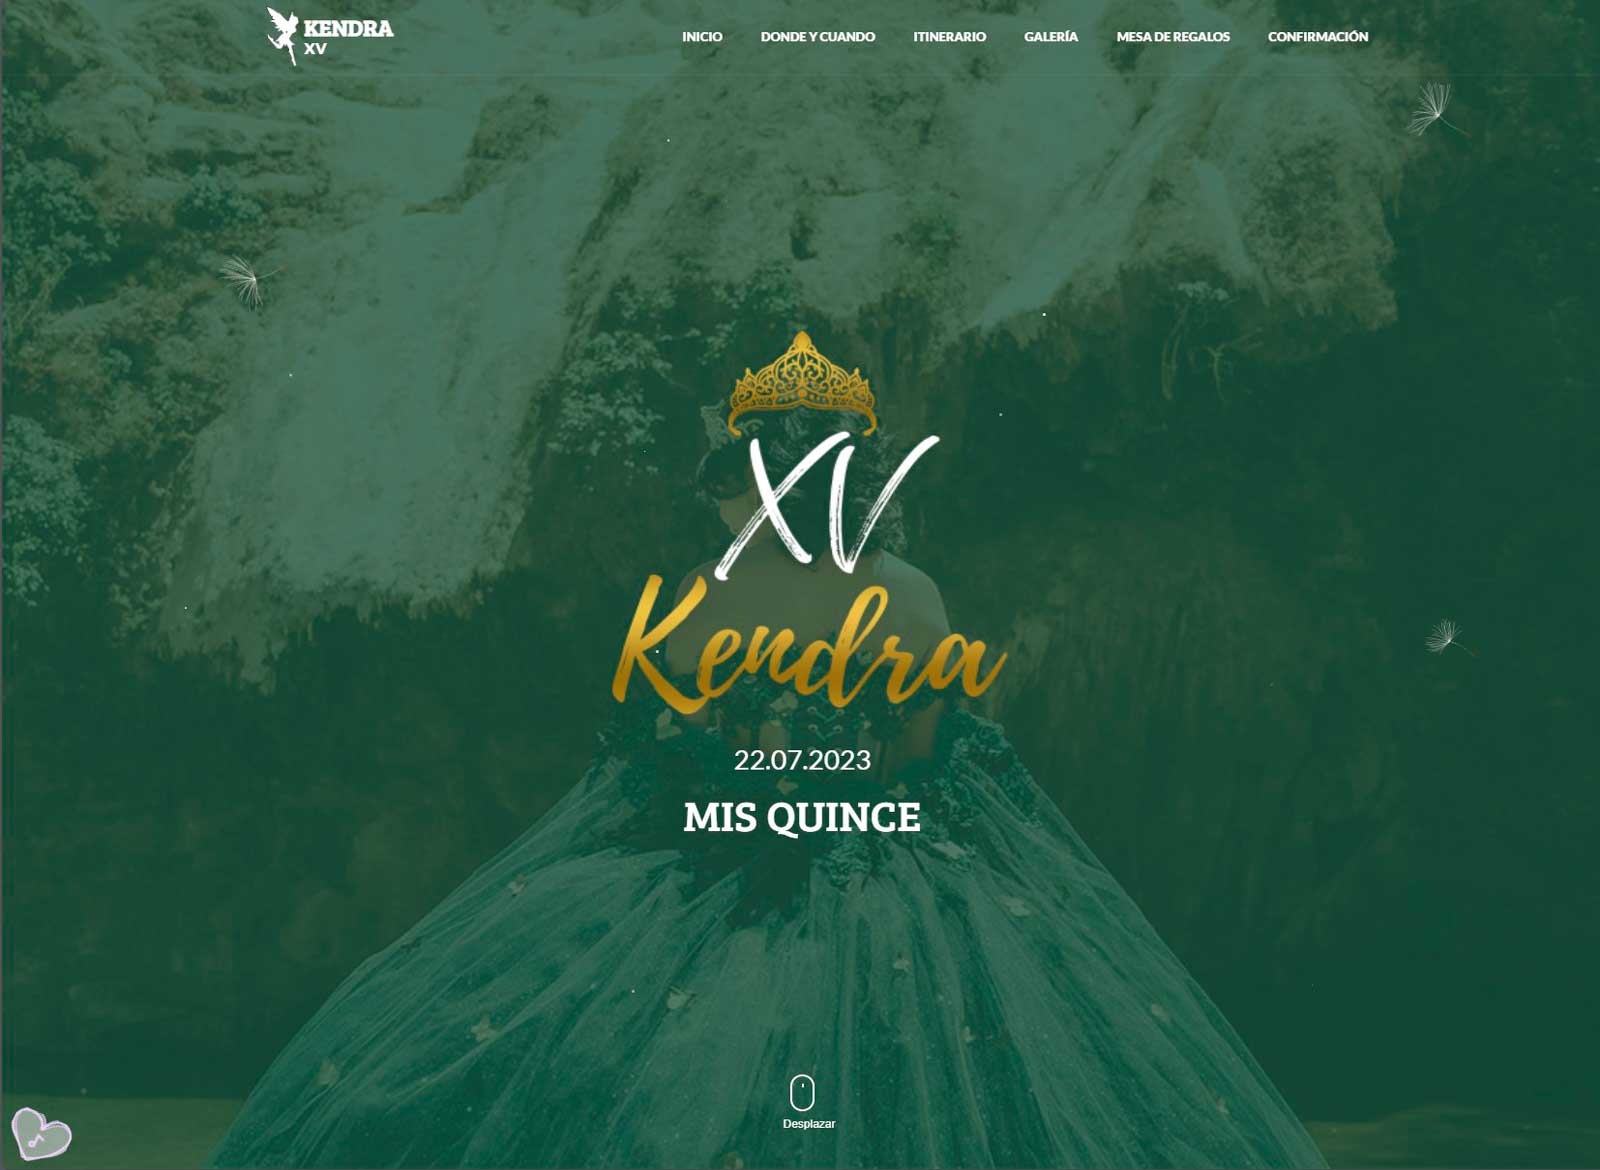 KENDRA
XV
INICIO DONDE Y CUANDO ITINERARIO GALERÍA MESA DE REGALOS CONFIRMACIÓN
XV
Kendra
22.07.2023
MIS QUINCE
Desplazar